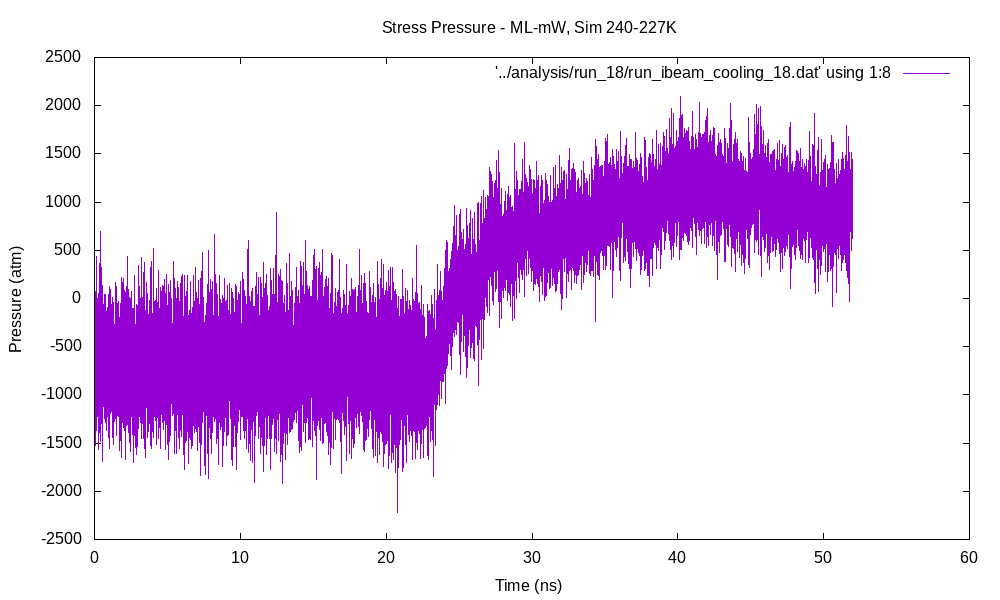 Stress Pressure - ML-mW, Sim 240-227K
'../analysis/run_18/run_ibeam_cooling_18.dat' using 1:8
2500
2000
1500
1000
500
0
-500
-1000
-1500
-2000
-2500
Pressure (atm)
0 10 20 30 40 50 60
Time (ns)